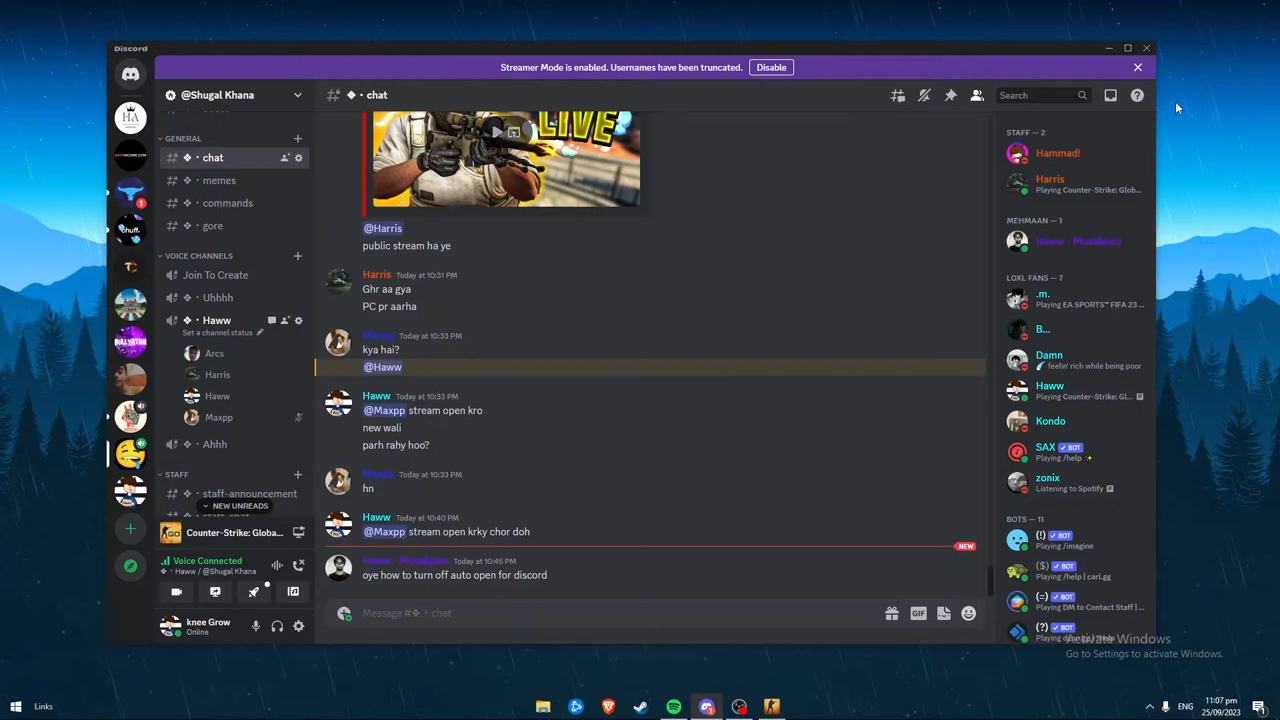 Discord
Streamer Mode is enabled. Usernames have been truncated.
Disable
@Shugal Khana
❖・chat
Search
GENERAL
❖・chat
❖・memes
❖・commands
❖・gore
VOICE CHANNELS
Join To Create
Uhhhh
Haww
Set a channel status
Arcs
Harris
Haww
Maxpp
Ahhh
STAFF
❖・staff-announcement
NEW UNREADS
Counter-Strike: Globa...
Voice Connected
❖・Haww / @Shugal Khana
knee Grow
Online
1
LIVE
@Harris
public stream ha ye
Harris Today at 10:31 PM
Ghr aa gya
PC pr aarha
Maxpp Today at 10:33 PM
kya hai?
@Haww
Haww Today at 10:33 PM
@Maxpp stream open kro
new wali
parh rahy hoo?
Maxpp Today at 10:33 PM
hn
Haww Today at 10:40 PM
@Maxpp stream open krky chor doh
NEW
Today at 10:45 PM
oye how to turn off auto open for discord
Message #❖・chat
GIF
STAFF — 2
Hammad!
Harris
Playing Counter-Strike: Glob...
MEHMAAN — 1
LOXL FANS — 7
.m.
Playing EA SPORTS™ FIFA 23 ...
B...
Damn
feelin' rich while being poor
Haww
Playing Counter-Strike: Gl...
Kondo
SAX BOT
Playing /help ✨
zonix
Listening to Spotify
BOTS — 11
(!) ✓ BOT
Playing /imagine
($) ✓ BOT
Playing /help | carl.gg
(=) ✓ BOT
Playing DM to Contact Staff | ...
(?) ✓ BOT
Activate Windows
Go to Settings to activate Windows.
Links
ENG
11:07 pm
25/09/2023